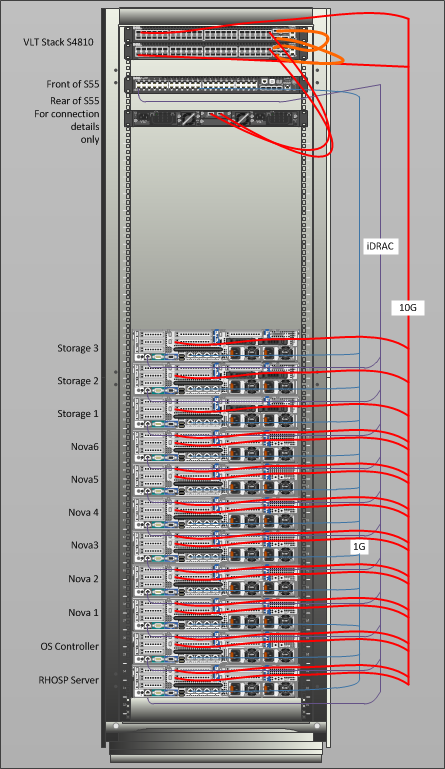 VLT Stack S4810
Front of S55
Rear of S55
For connection
details
only
iDRAC
10G
Storage 3
Storage 2
Storage 1
Nova6
Nova5
Nova 4
Nova3
1G
Nova 2
Nova 1
OS Controller
RHOSP Server